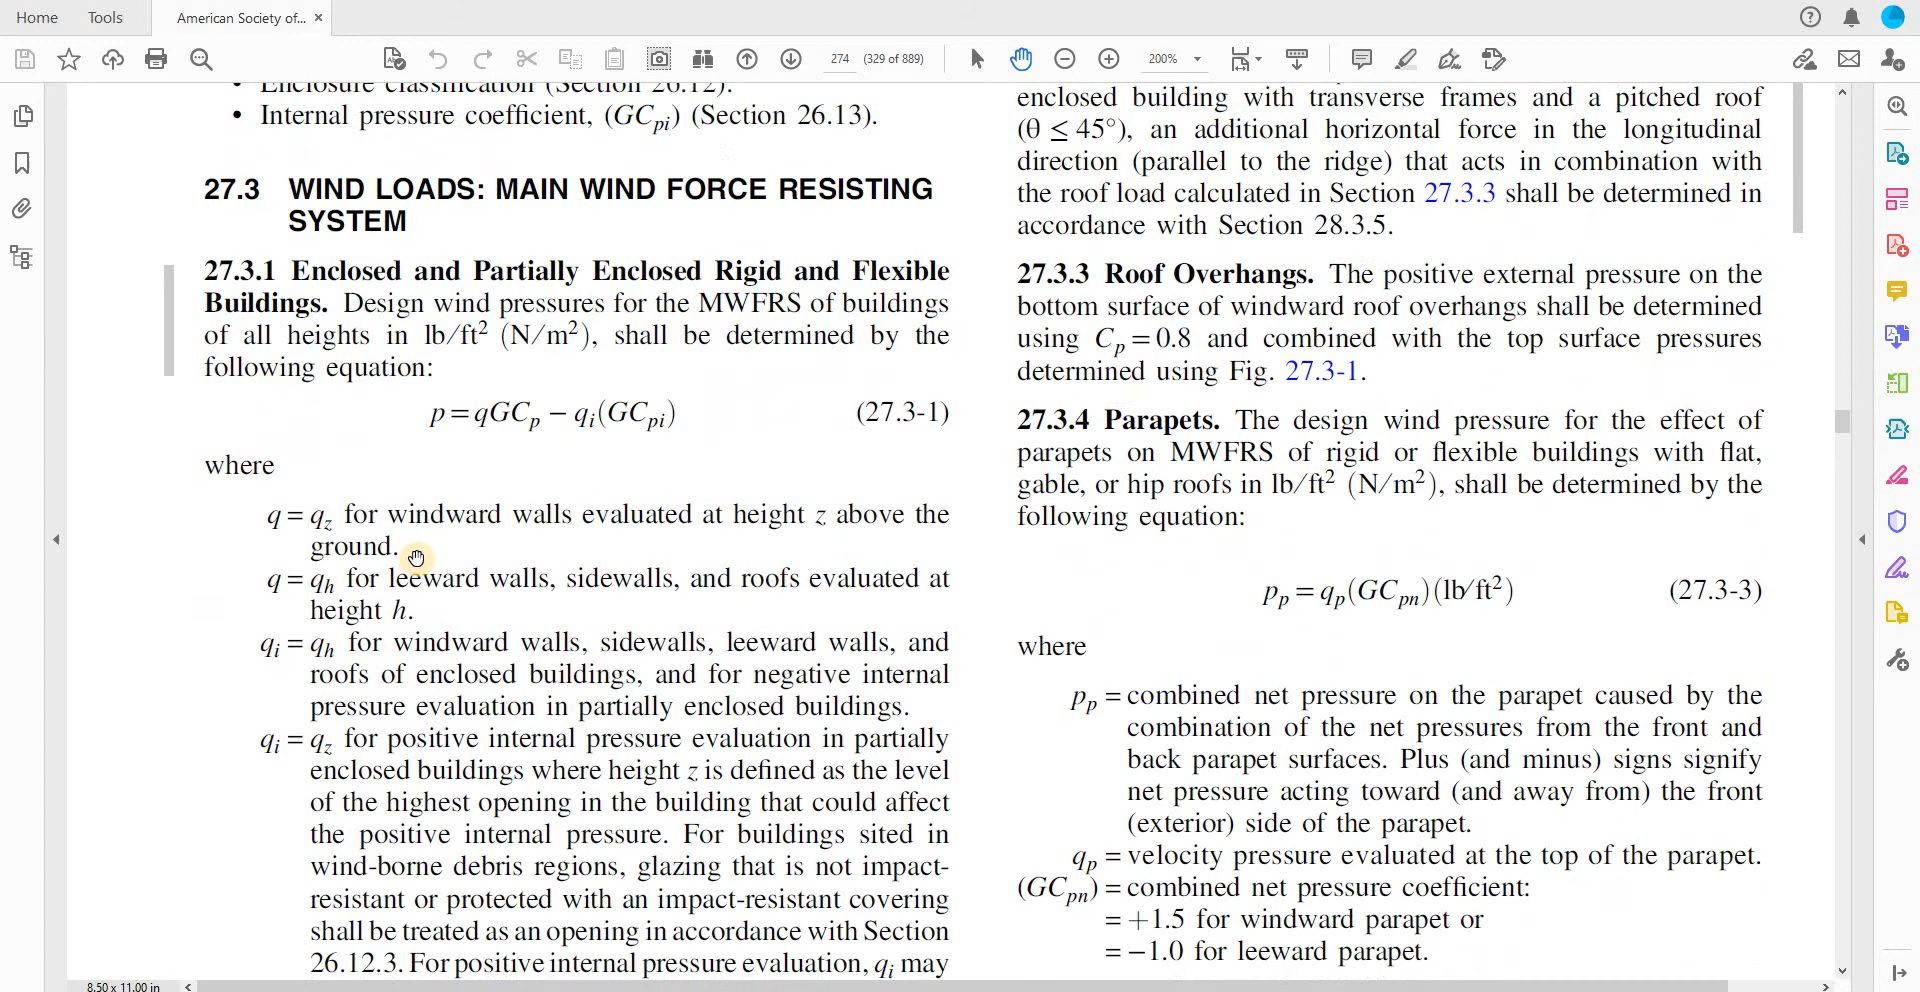 Home
Tools
American Society of... ×
274 (329 of 889)
200%
• Enclosure classification (Section 26.12).
• Internal pressure coefficient, (GCpi) (Section 26.13).
27.3 WIND LOADS: MAIN WIND FORCE RESISTING
SYSTEM
27.3.1 Enclosed and Partially Enclosed Rigid and Flexible
Buildings. Design wind pressures for the MWFRS of buildings
of all heights in lb/ft² (N/m²), shall be determined by the
following equation:
p = qGCp − qi(GCpi) (27.3-1)
where
q = qz for windward walls evaluated at height z above the
ground.
q = qh for leeward walls, sidewalls, and roofs evaluated at
height h.
qi = qh for windward walls, sidewalls, leeward walls, and
roofs of enclosed buildings, and for negative internal
pressure evaluation in partially enclosed buildings.
qi = qz for positive internal pressure evaluation in partially
enclosed buildings where height z is defined as the level
of the highest opening in the building that could affect
the positive internal pressure. For buildings sited in
wind-borne debris regions, glazing that is not impact-
resistant or protected with an impact-resistant covering
shall be treated as an opening in accordance with Section
26.12.3. For positive internal pressure evaluation, qi may
enclosed building with transverse frames and a pitched roof
(θ ≤ 45°), an additional horizontal force in the longitudinal
direction (parallel to the ridge) that acts in combination with
the roof load calculated in Section 27.3.3 shall be determined in
accordance with Section 28.3.5.
27.3.3 Roof Overhangs. The positive external pressure on the
bottom surface of windward roof overhangs shall be determined
using Cp = 0.8 and combined with the top surface pressures
determined using Fig. 27.3-1.
27.3.4 Parapets. The design wind pressure for the effect of
parapets on MWFRS of rigid or flexible buildings with flat,
gable, or hip roofs in lb/ft² (N/m²), shall be determined by the
following equation:
pp = qp(GCpn)(lb/ft²) (27.3-3)
where
pp = combined net pressure on the parapet caused by the
combination of the net pressures from the front and
back parapet surfaces. Plus (and minus) signs signify
net pressure acting toward (and away from) the front
(exterior) side of the parapet.
qp = velocity pressure evaluated at the top of the parapet.
(GCpn) = combined net pressure coefficient:
= +1.5 for windward parapet or
= −1.0 for leeward parapet.
8.50 x 11.00 in